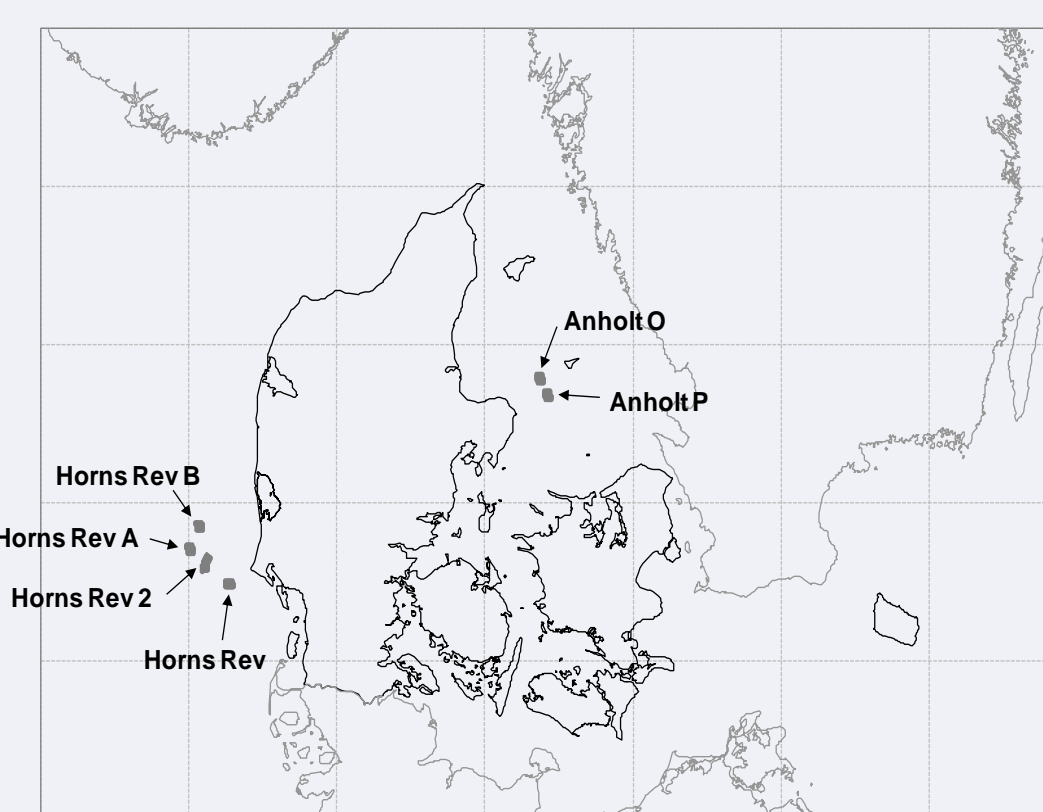 Anholt O
Anholt P
Horns Rev B
Horns Rev A
Horns Rev 2
Horns Rev